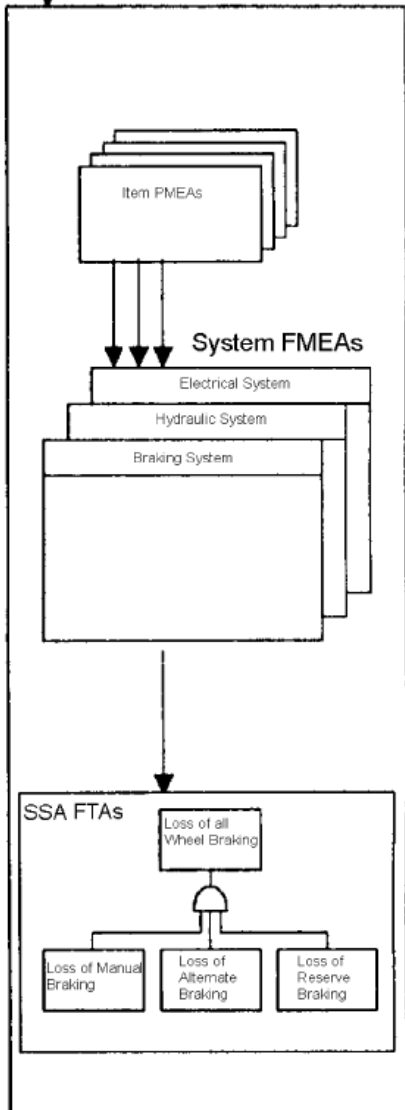 Item PMEAs
System FMEAs
Electrical System
Hydraulic System
Braking System
SSA FTAs
Loss of all
Wheel Braking
Loss of Manual
Braking
Loss of
Alternate
Braking
Loss of
Reserve
Braking